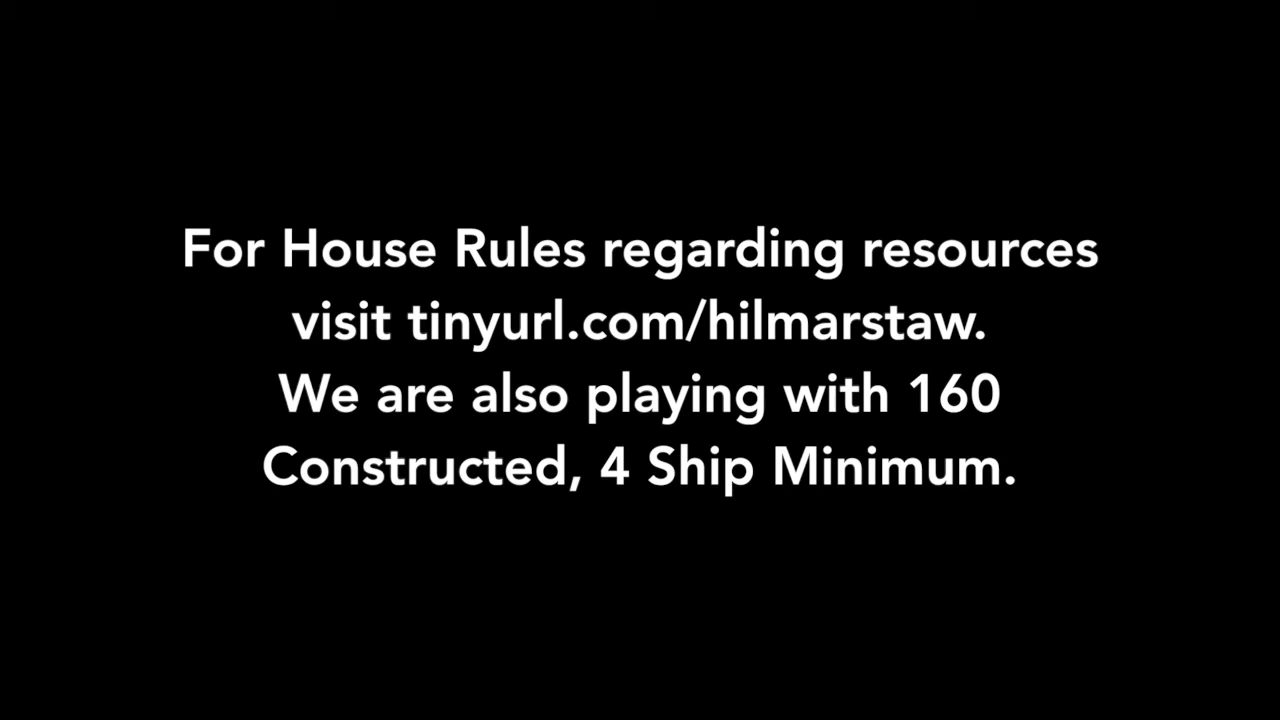 For House Rules regarding resources
visit tinyurl.com/hilmarstaw.
We are also playing with 160
Constructed, 4 Ship Minimum.